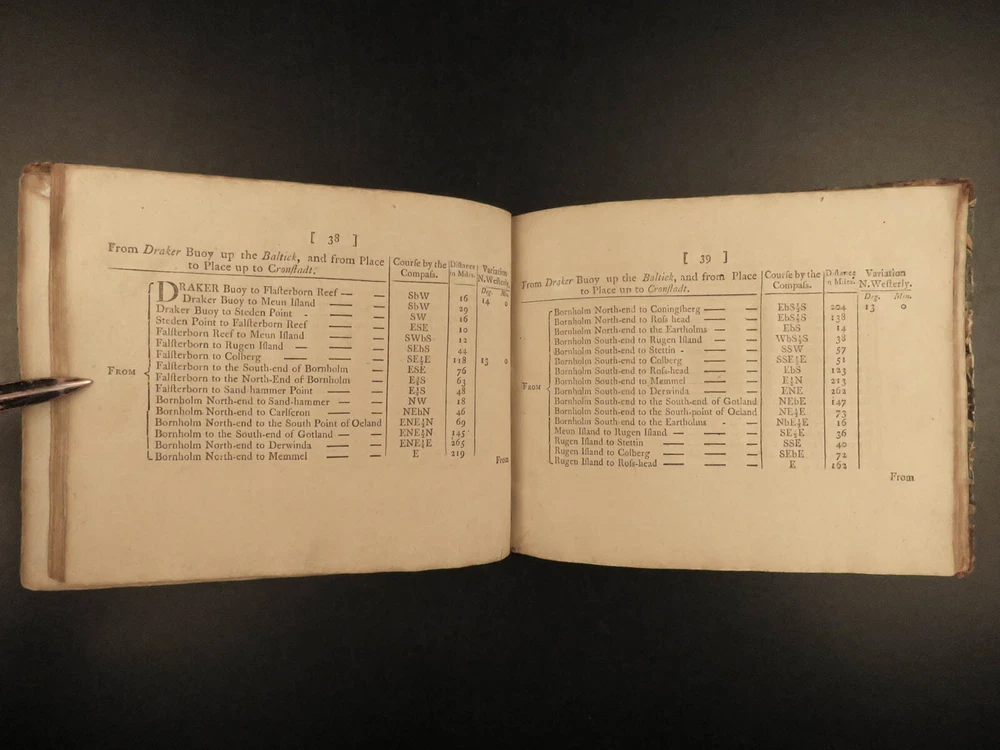 [ 38 ]
From Draker Buoy up the Baltick, and from Place to Place up to Cronſtadt. Courſe by the Compaſs. Diſtance in Miles. Variation N. Weſterly.
Deg. Min.
DRAKER Buoy to Flaſterborn Reef — — SbW 16 14 0
Draker Buoy to Meun Iſland — — SbW 29
Draker Buoy to Steden Point - — SW 16
Steden Point to Falſterborn Reef — ESE 10
Falſterborn Reef to Meun Iſland — SWbS 12
Falſterborn to Rugen Iſland — — SEbS 44
Falſterborn to Colberg — — SE½E 118 13 0
FROM Falſterborn to the South-end of Bornholm — ESE 76
Falſterborn to the North-End of Bornholm — E½S 63
Falſterborn to Sand-hammer Point — — E½S 48
Bornholm North-end to Sand-hammer — — NW 18
Bornholm North-end to Carlſcron — — NEbN 46
Bornholm North-end to the South Point of Oeland ENE½N 69
Bornholm to the South-end of Gotland — — ENE½N 145
Bornholm North-end to Derwinda — — ENE½E 265
Bornholm North-end to Memmel — — E 219
From
[ 39 ]
From Draker Buoy up the Baltick, and from Place to Place up to Cronſtadt. Courſe by the Compaſs. Diſtance in Miles. Variation N. Weſterly.
Deg. Min.
Bornholm North-end to Coningſberg — — EbS½S 204 13 0
Bornholm North-end to Roſs head — — EbS½S 138
Bornholm North-end to the Eartholms — — EbS 14
Bornholm South-end to Rugen Iſland — — WbS½S 38
Bornholm South-end to Stettin - — — SSW 57
Bornholm South-end to Colberg — — SSE½E 51
Bornholm South-end to Roſs-head — — EbS 123
FROM Bornholm South-end to Memmel — — E½N 213
Bornholm South-end to Derwinda — — ENE 262
Bornholm South-end to the South-end of Gotland NEbE 147
Bornholm South-end to the South-point of Oeland NE½E 73
Bornholm South-end to the Eartholms - — NbE½E 16
Meun Iſland to Rugen Iſland — — — SE½E 36
Rugen Iſland to Stettin — — — SSE 40
Rugen Iſland to Colberg — — — SEbE 72
Rugen Iſland to Roſs-head — — — E 162
From